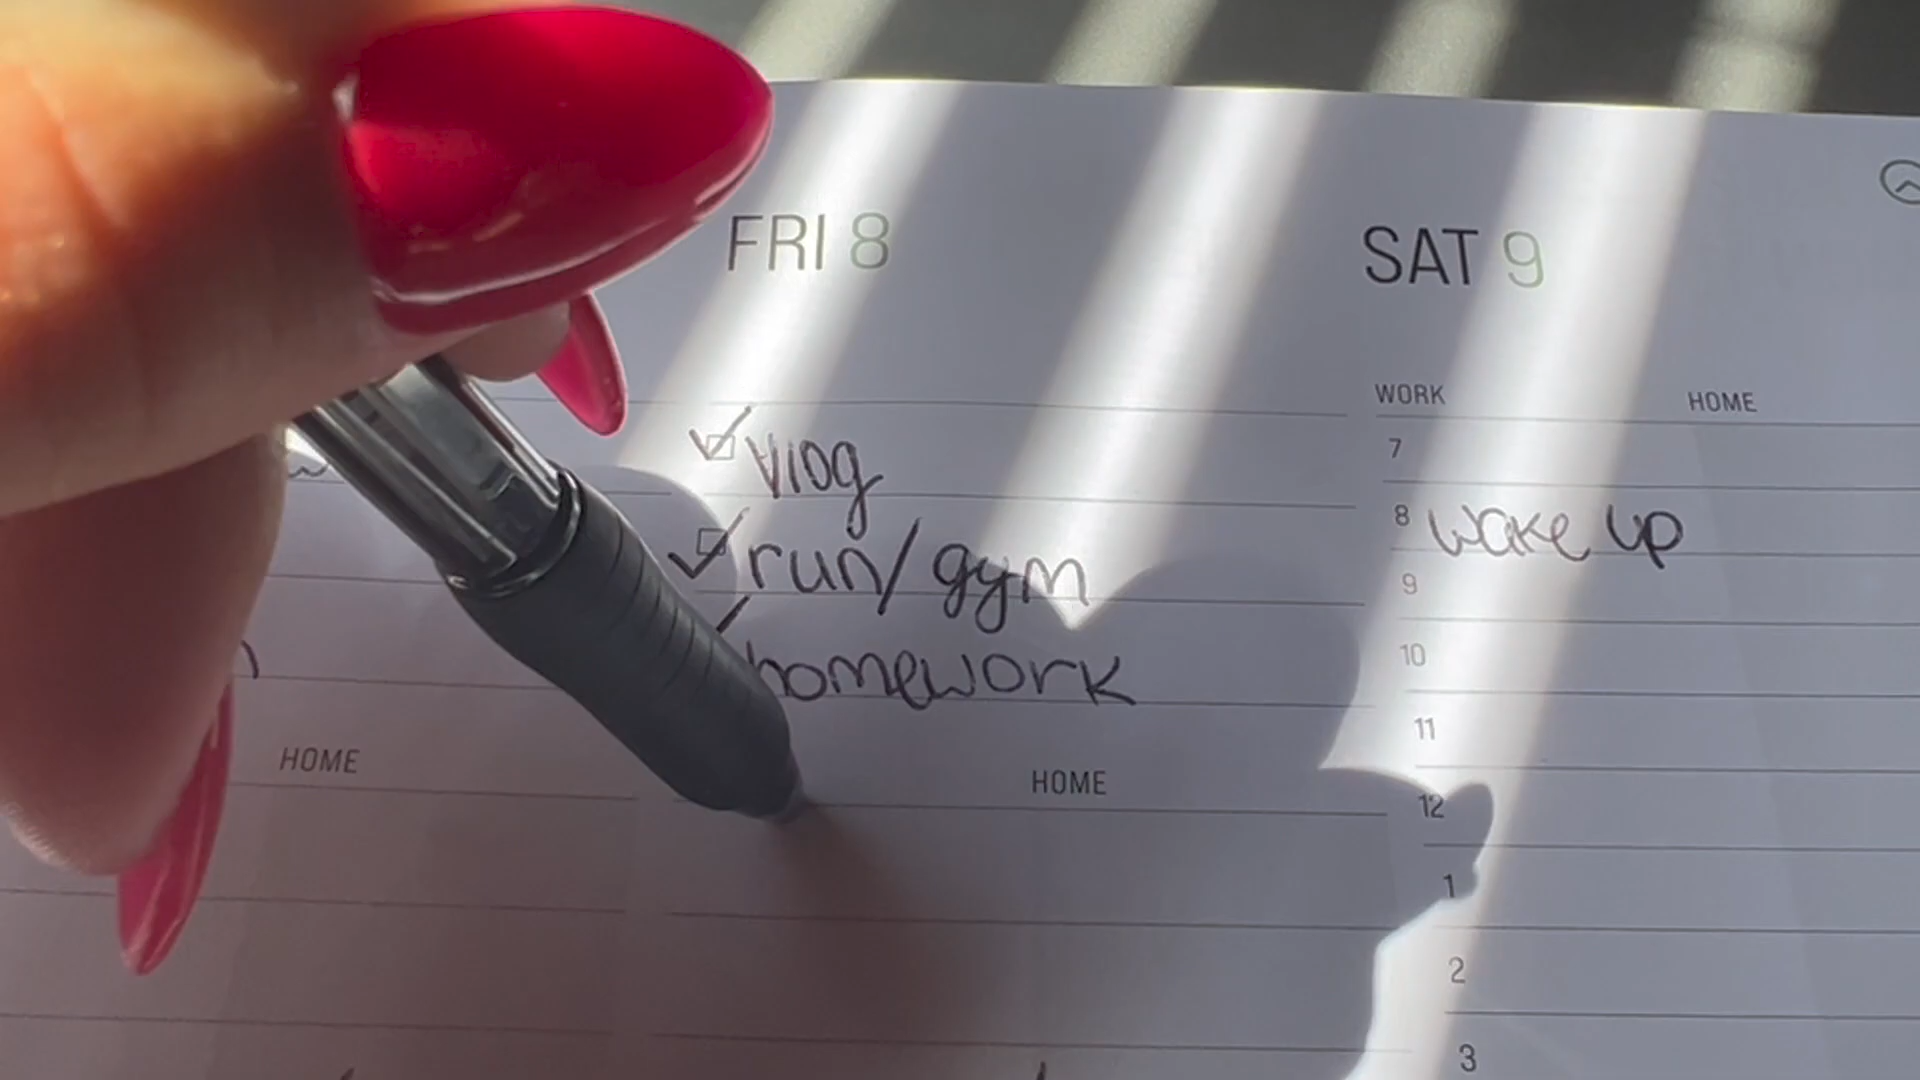 FRI 8
SAT 9
WORK HOME
vlog
run/gym
homework
HOME
HOME
7
8 wake up
9
10
11
12
1
2
3